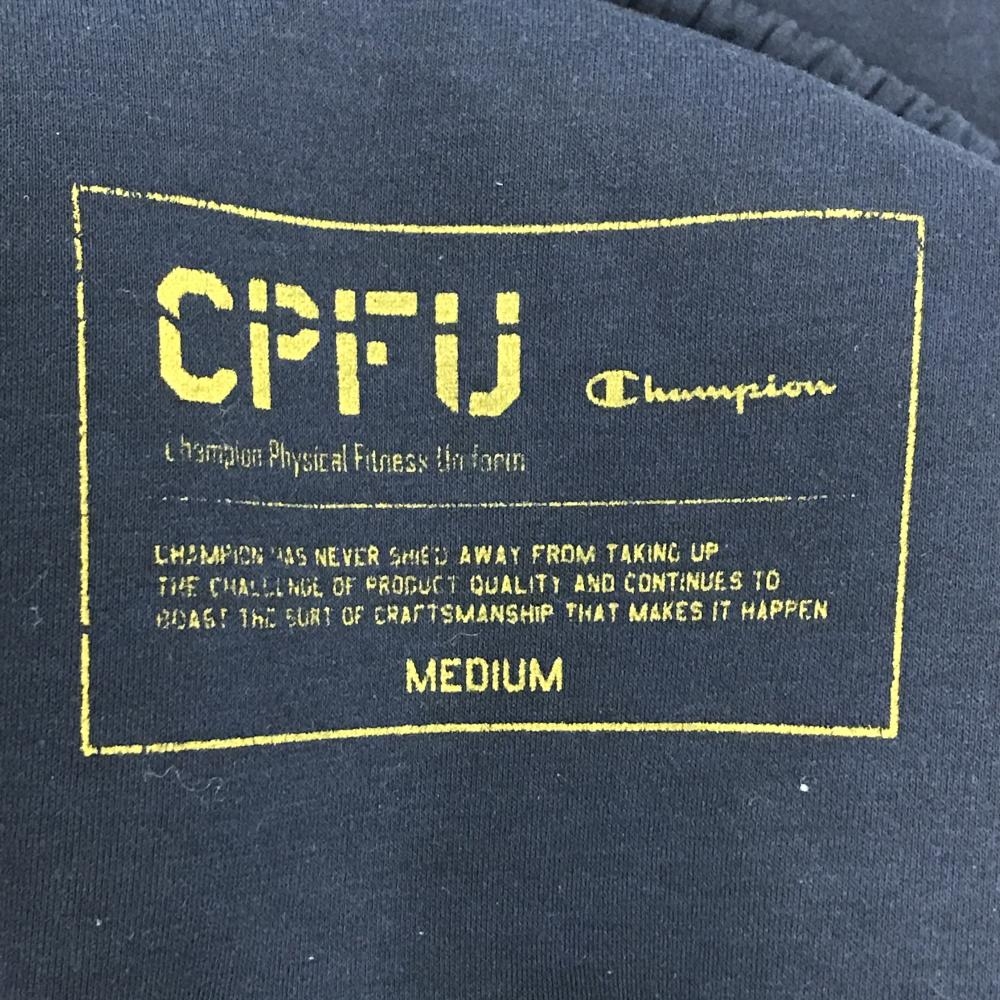 CPFU
Champion
Champion Physical Fitness Uniform
CHAMPION HAS NEVER SHIED AWAY FROM TAKING UP
THE CHALLENGE OF PRODUCT QUALITY AND CONTINUES TO
BOAST THE SORT OF CRAFTSMANSHIP THAT MAKES IT HAPPEN
MEDIUM